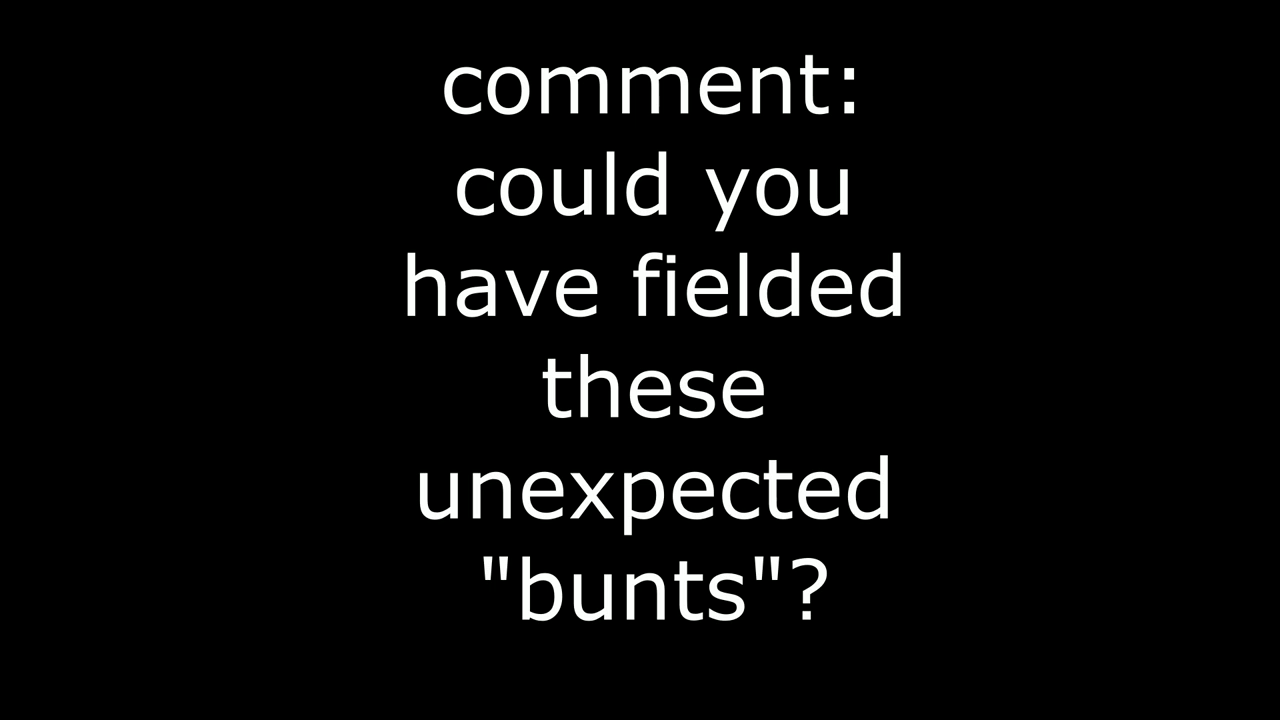 comment:
could you
have fielded
these
unexpected
"bunts"?